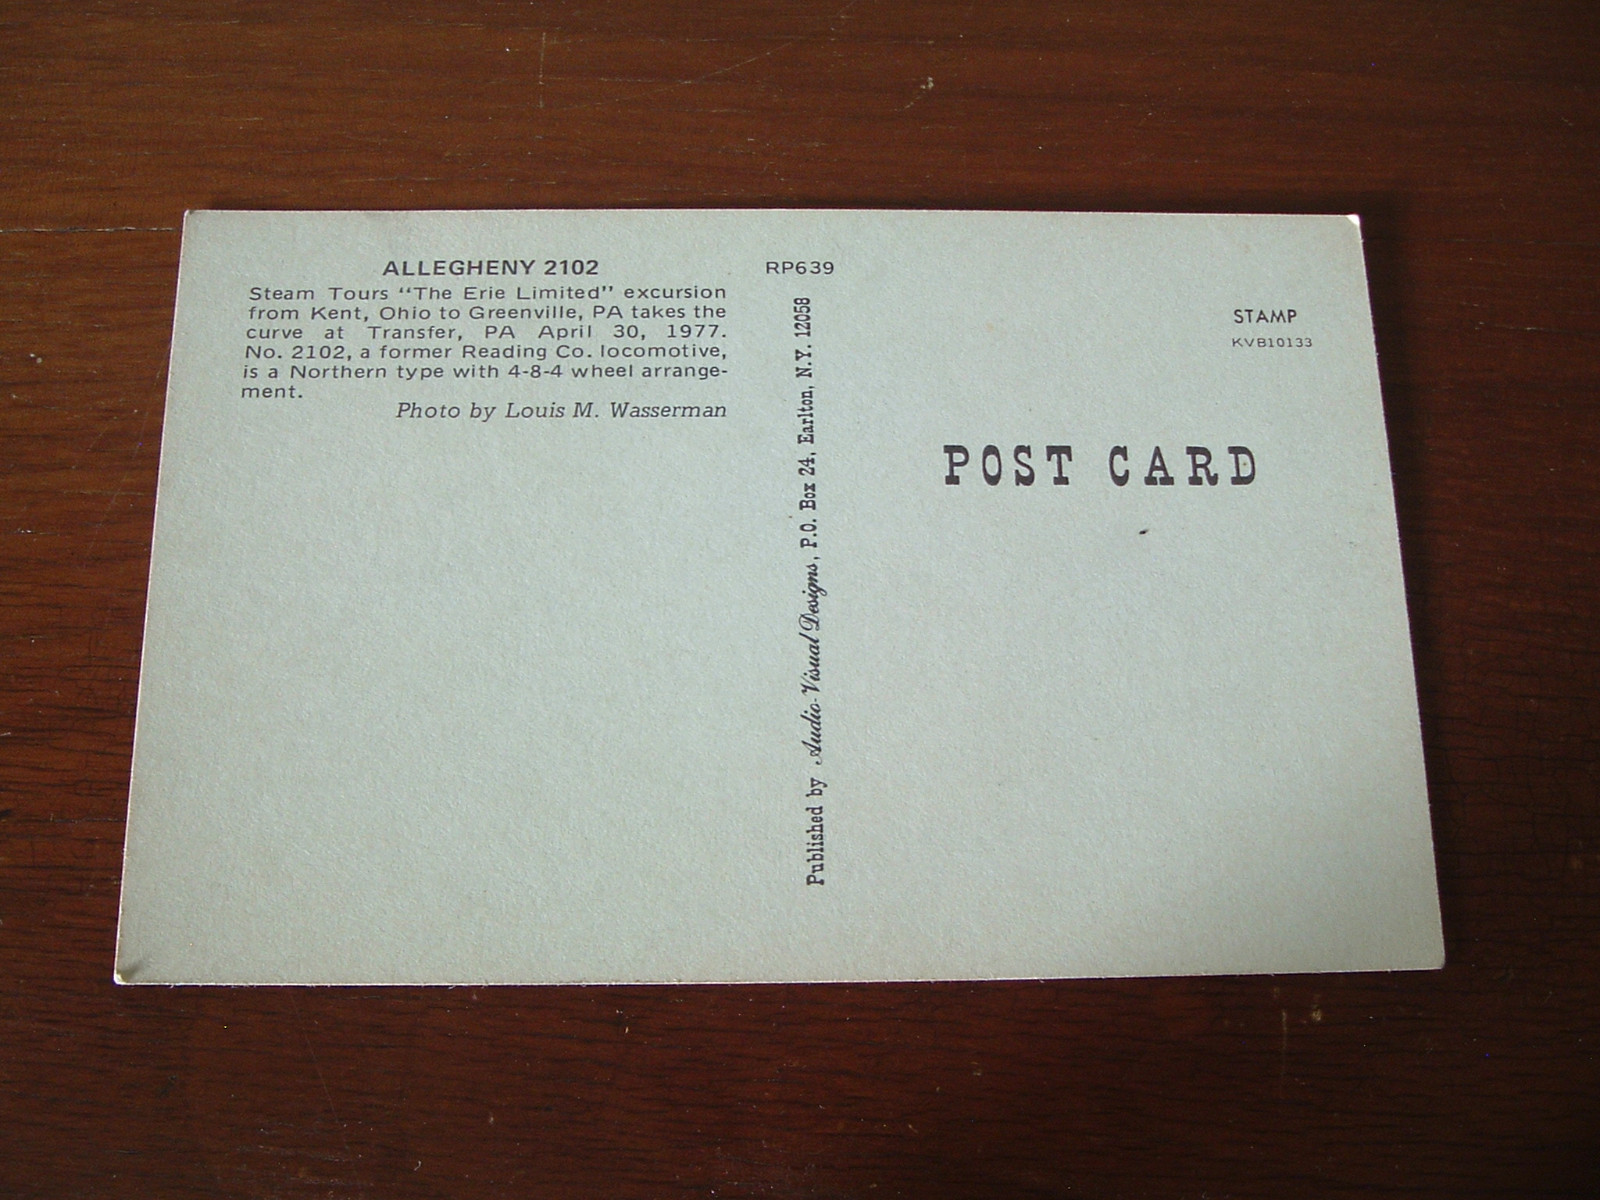 ALLEGHENY 2102
Steam Tours "The Erie Limited" excursion
from Kent, Ohio to Greenville, PA takes the
curve at Transfer, PA April 30, 1977.
No. 2102, a former Reading Co. locomotive,
is a Northern type with 4-8-4 wheel arrange-
ment.
Photo by Louis M. Wasserman
RP639
Published by Audio-Visual Designs, P.O. Box 24, Earlton, N.Y. 12058
STAMP
KVB10133
POST CARD